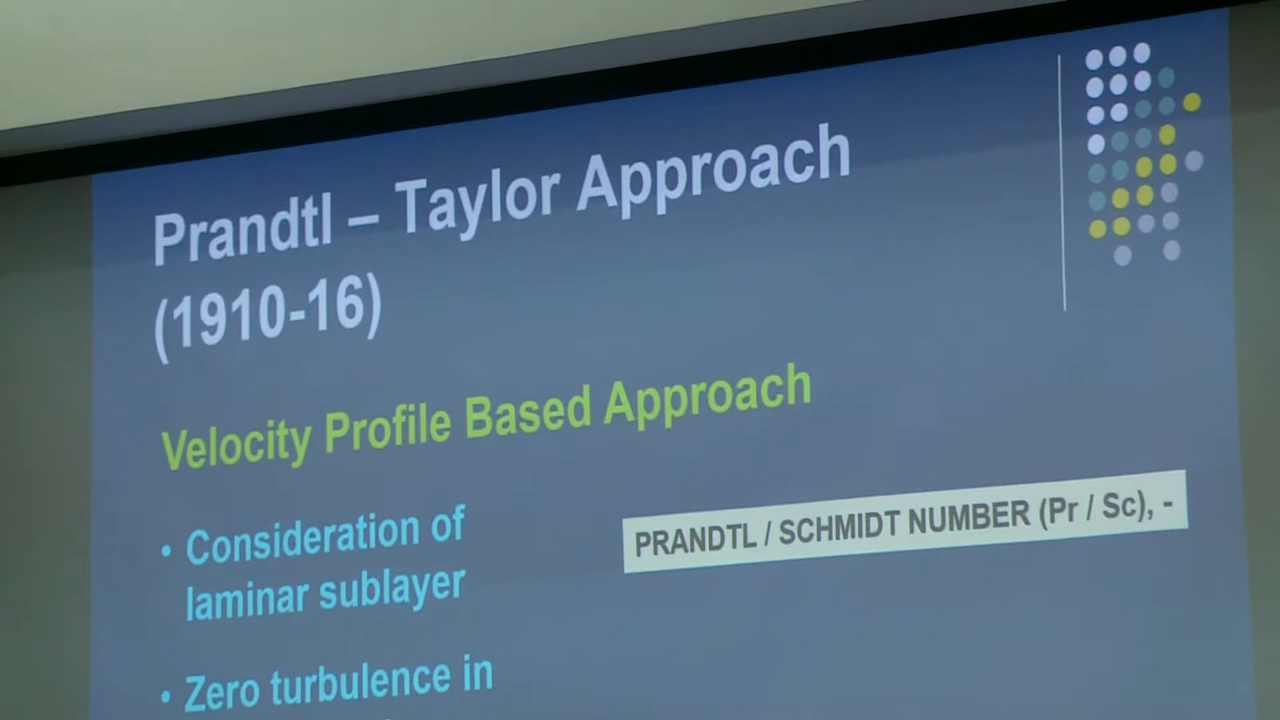 Prandtl – Taylor Approach
(1910-16)
Velocity Profile Based Approach
• Consideration of
laminar sublayer
PRANDTL / SCHMIDT NUMBER (Pr / Sc), -
• Zero turbulence in